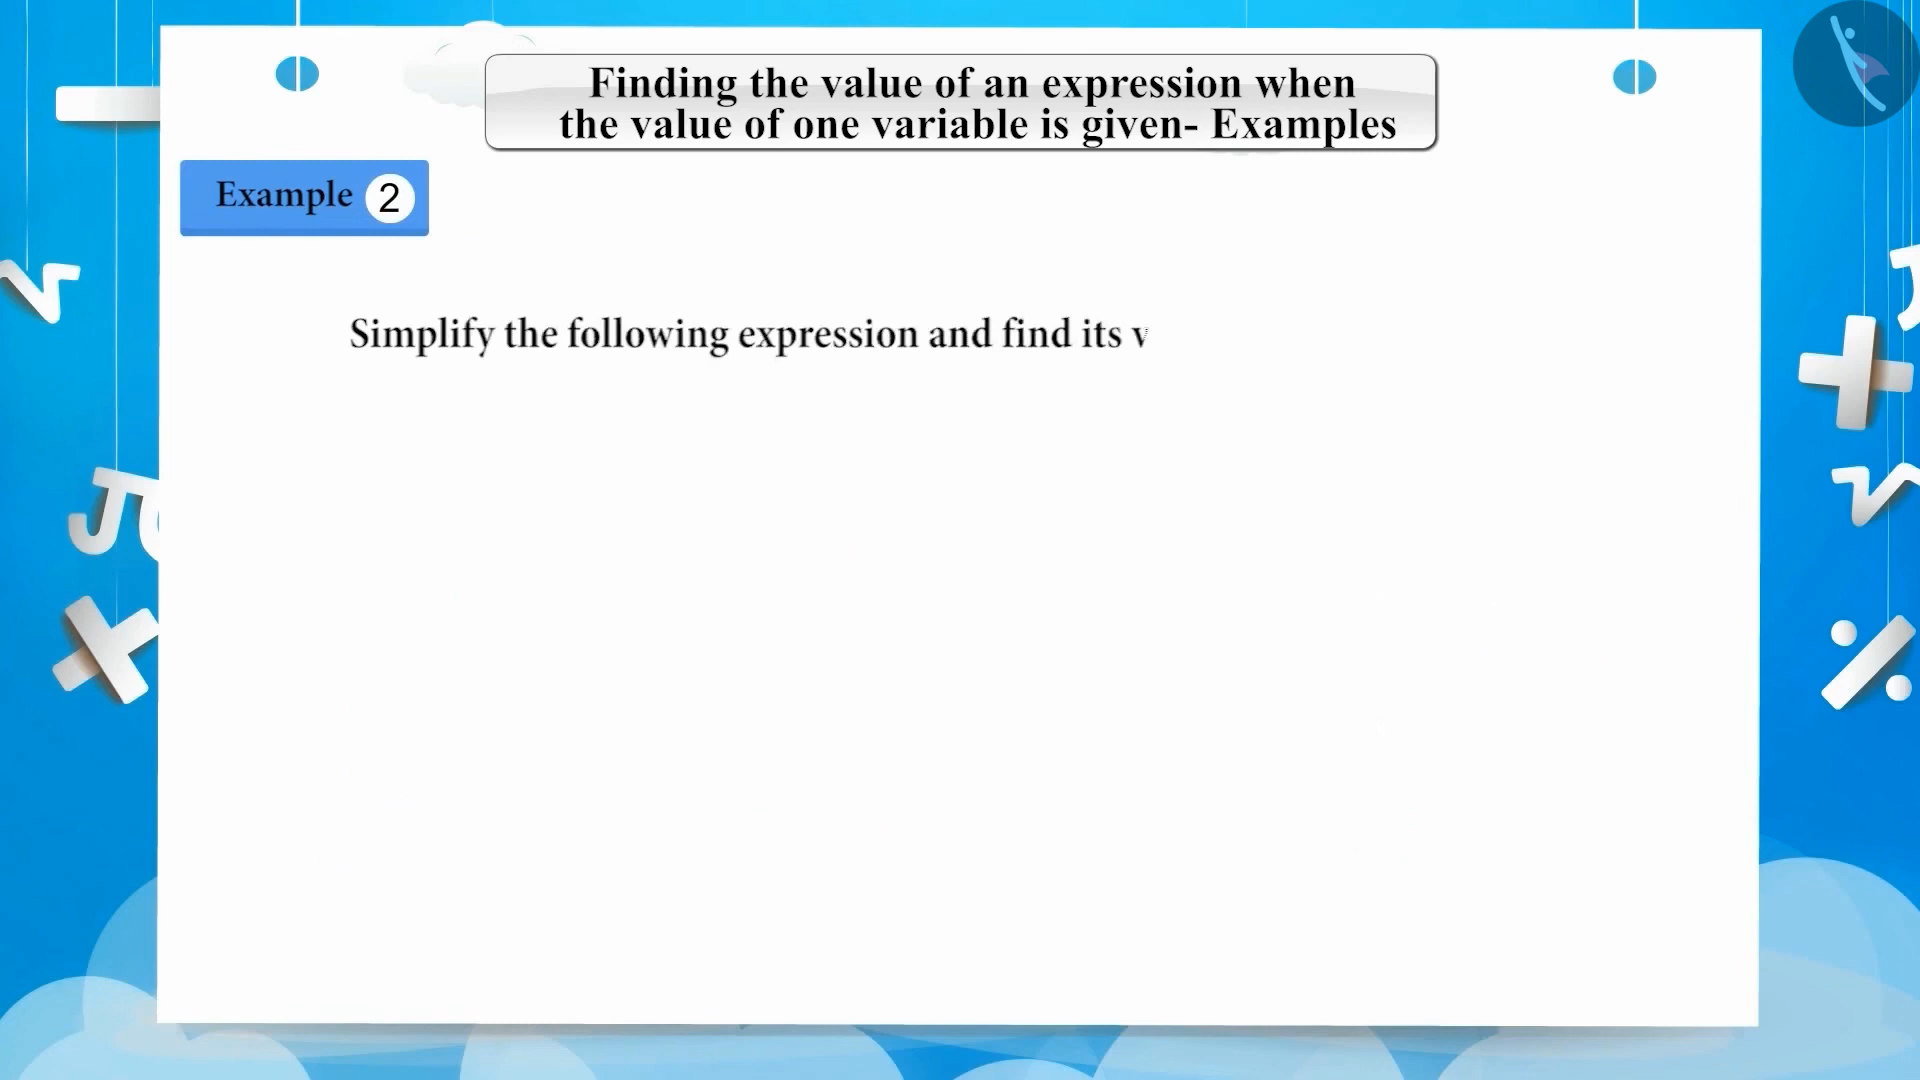 Finding the value of an expression when
the value of one variable is given- Examples
Example 2
Simplify the following expression and find its v